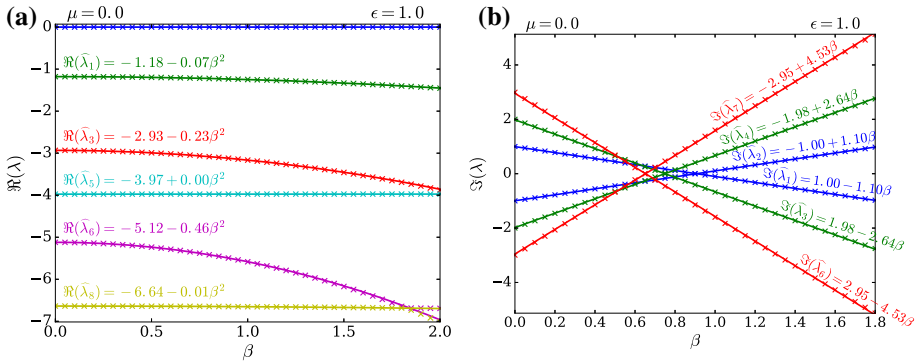 (a)
μ=0.0
ϵ=1.0
0
−1
−2
−3
−4
−5
−6
−7
ℜ(λ)
ℜ(λ̂₁)=−1.18−0.07β²
ℜ(λ̂₃)=−2.93−0.23β²
ℜ(λ̂₅)=−3.97+0.00β²
ℜ(λ̂₆)=−5.12−0.46β²
ℜ(λ̂₈)=−6.64−0.01β²
0.0 0.5 1.0 1.5 2.0
β
(b)
μ=0.0
ϵ=1.0
4
2
0
−2
−4
ℑ(λ)
ℑ(λ̂₇)=−2.95+4.53β
ℑ(λ̂₄)=−1.98+2.64β
ℑ(λ̂₂)=−1.00+1.10β
ℑ(λ̂₁)=1.00−1.10β
ℑ(λ̂₃)=1.98−2.64β
ℑ(λ̂₆)=2.95−4.53β
0.0 0.2 0.4 0.6 0.8 1.0 1.2 1.4 1.6 1.8
β